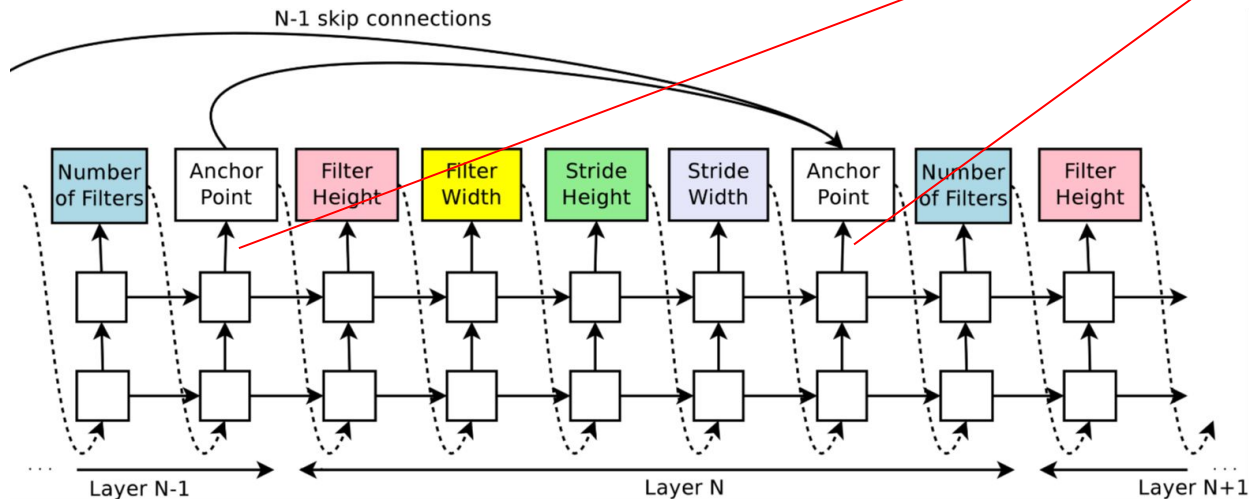 N-1 skip connections
Number
of Filters
Anchor
Point
Filter
Height
Filter
Width
Stride
Height
Stride
Width
Anchor
Point
Number
of Filters
Filter
Height
...
Layer N-1
Layer N
Layer N+1
...